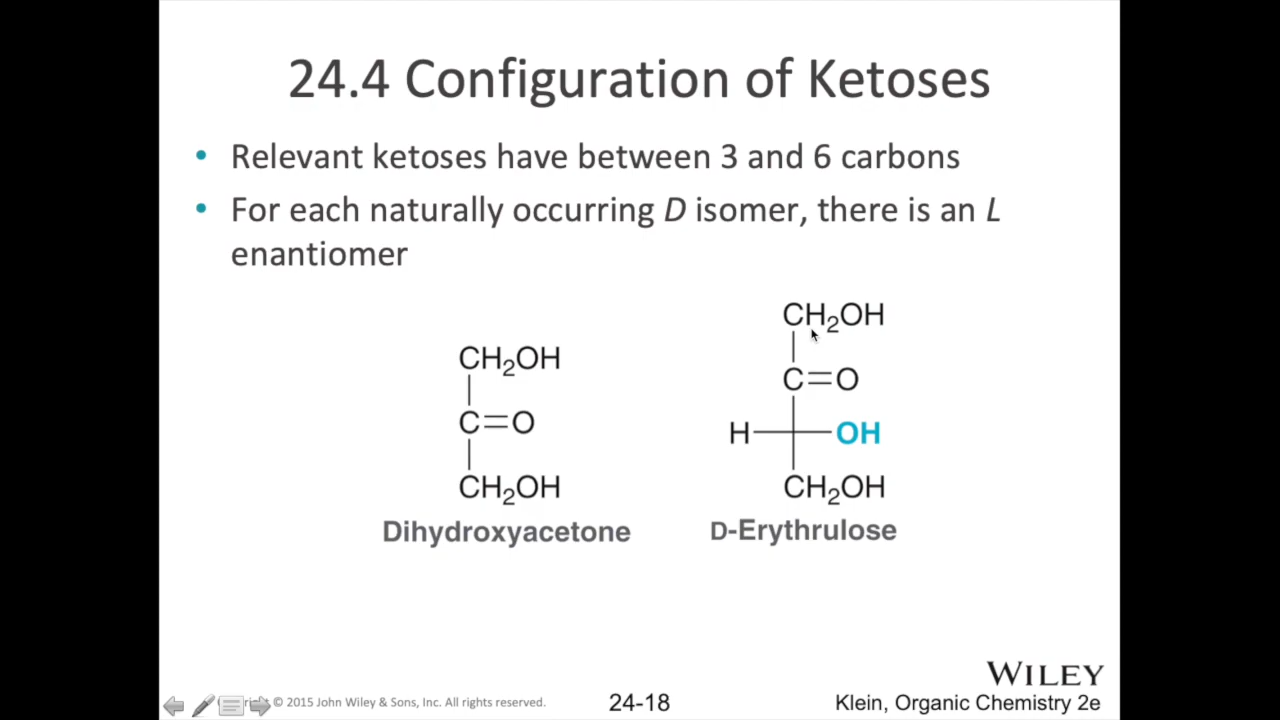 24.4 Configuration of Ketoses
• Relevant ketoses have between 3 and 6 carbons
• For each naturally occurring D isomer, there is an L
enantiomer
CH₂OH
C=O
CH₂OH
Dihydroxyacetone
CH₂OH
C=O
H OH
CH₂OH
D-Erythrulose
WILEY
© 2015 John Wiley & Sons, Inc. All rights reserved.
24-18
Klein, Organic Chemistry 2e